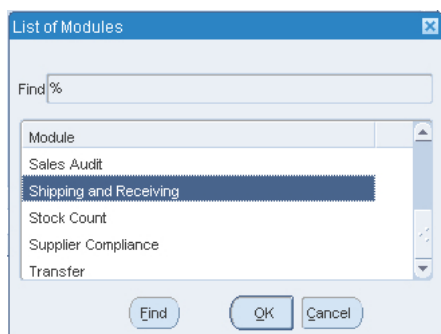 List of Modules
Find %
Module
Sales Audit
Shipping and Receiving
Stock Count
Supplier Compliance
Transfer
Find OK Cancel